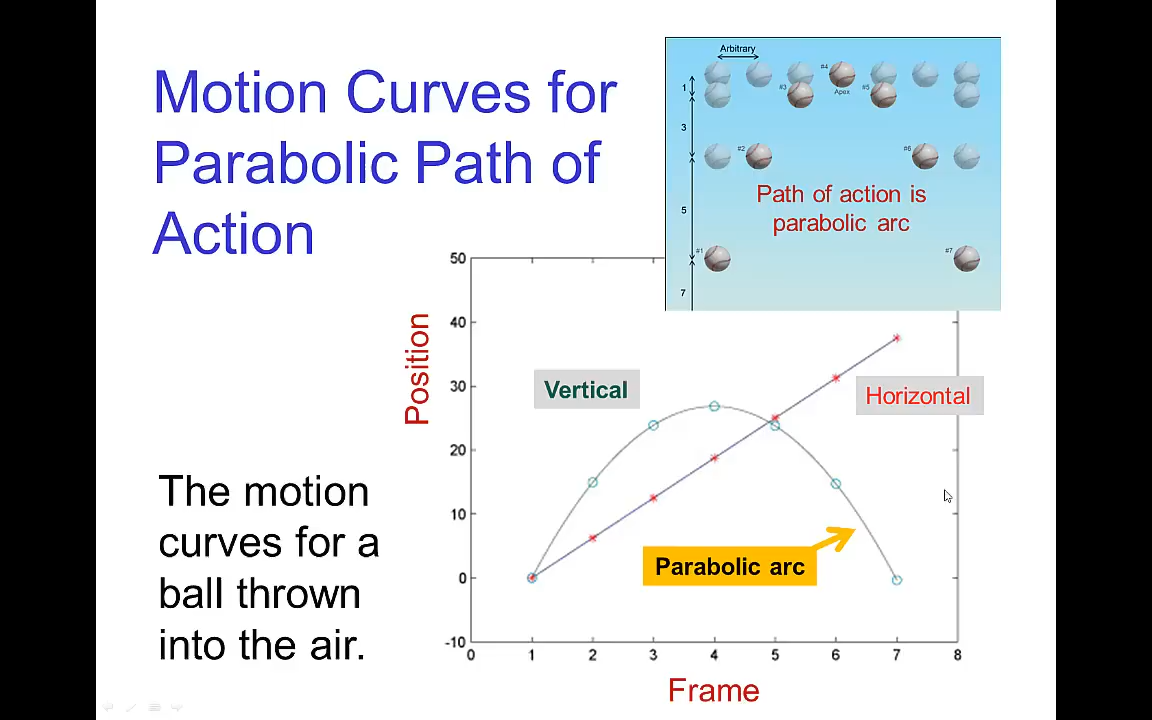 Motion Curves for
Parabolic Path of
Action
Arbitrary
#4
1
#3
Apex
#5
3
#2
#6
Path of action is
parabolic arc
5
#1
#7
7
50
40
30
20
10
0
-10
Position
Vertical
Horizontal
Parabolic arc
0 1 2 3 4 5 6 7 8
Frame
The motion
curves for a
ball thrown
into the air.